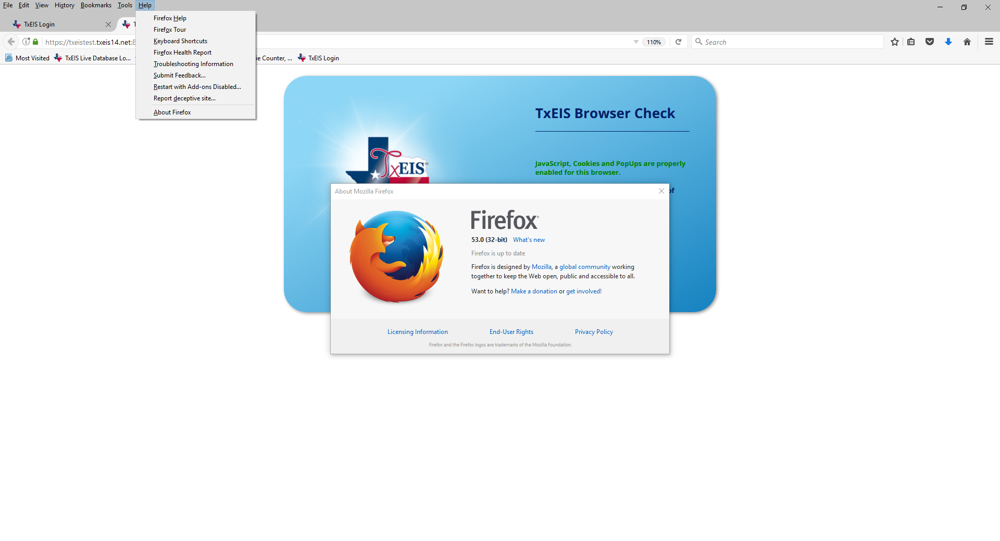 File Edit View History Bookmarks Tools Help
TxEIS Login
https://txeistest.txeis14.net:8
110%
Search
Most Visited TxEIS Live Database Lo... ie Counter, ... TxEIS Login
Firefox Help
Firefox Tour
Keyboard Shortcuts
Firefox Health Report
Troubleshooting Information
Submit Feedback...
Restart with Add-ons Disabled...
Report deceptive site...
About Firefox
TxEIS™
TxEIS Browser Check
JavaScript, Cookies and PopUps are properly
enabled for this browser.
of
About Mozilla Firefox
Firefox®
53.0 (32-bit) What's new
Firefox is up to date
Firefox is designed by Mozilla, a global community working
together to keep the Web open, public and accessible to all.
Want to help? Make a donation or get involved!
Licensing Information End-User Rights Privacy Policy
Firefox and the Firefox logos are trademarks of the Mozilla Foundation.